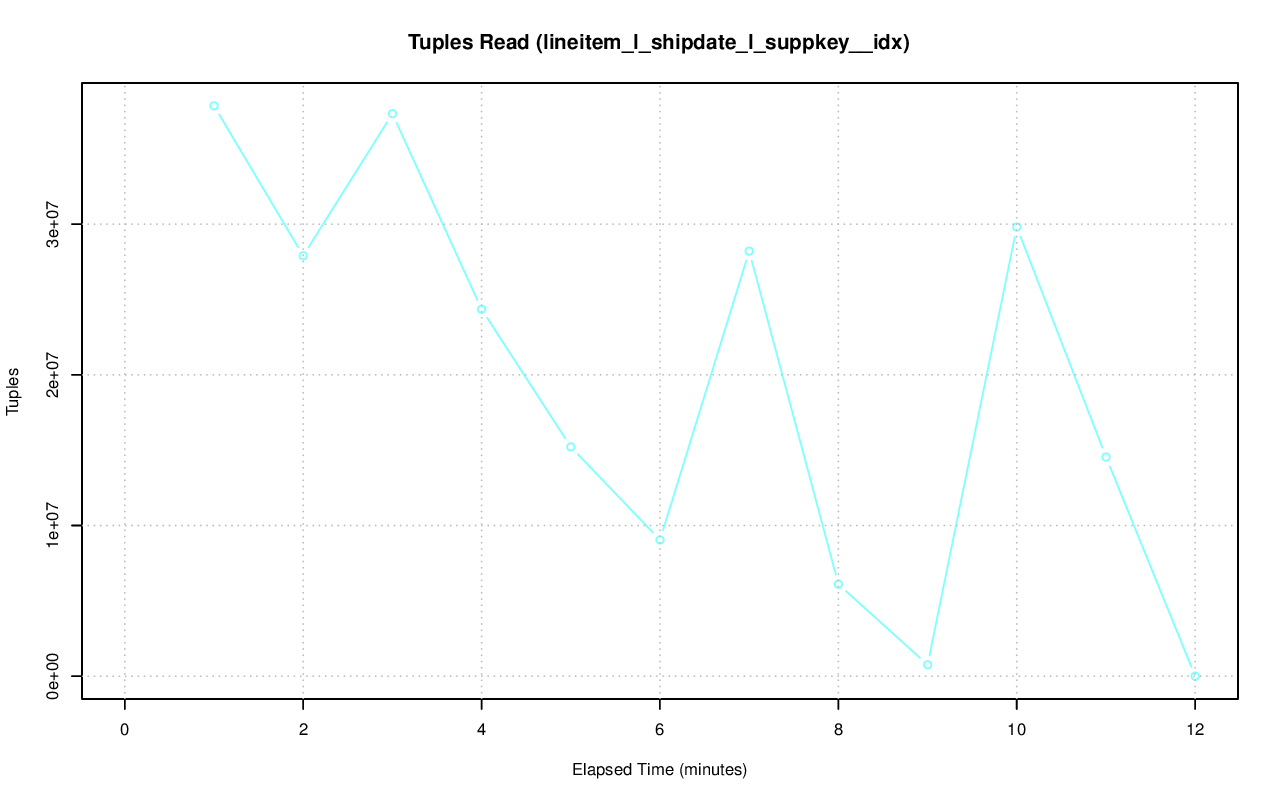 Tuples Read (lineitem_l_shipdate_l_suppkey__idx)
Tuples
3e+07
2e+07
1e+07
0e+00
0 2 4 6 8 10 12
Elapsed Time (minutes)